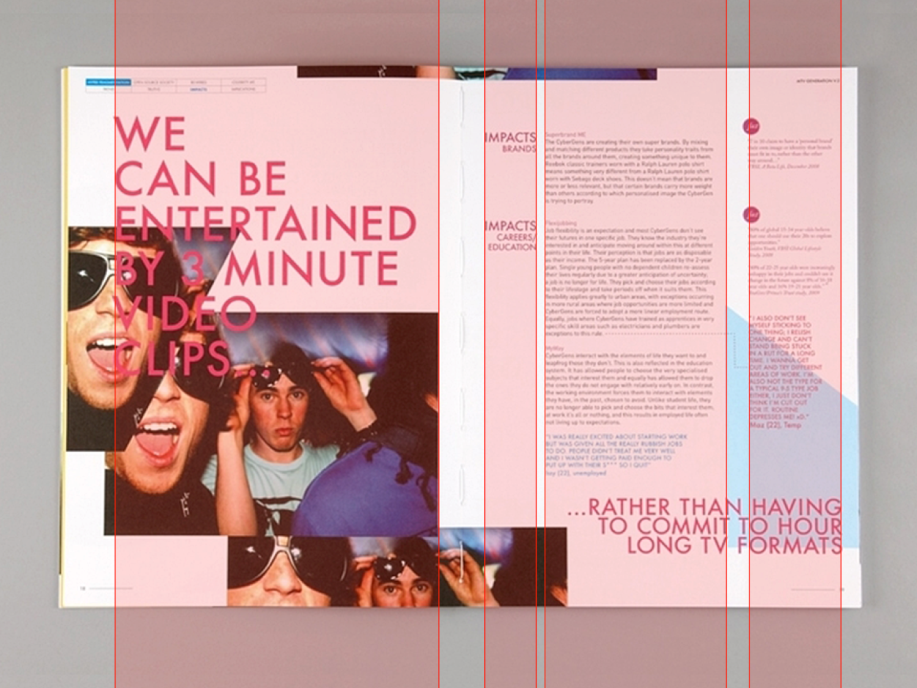 IMPACTS
WE
CAN BE
ENTERTAINED
BY 3 MINUTE
VIDEO
CLIPS...
IMPACTS
BRANDS
Superbrand ME
The CyberGens are creating their own super brands. By mixing
and matching different products they take personality traits from
all the brands around them, creating something unique to them.
Reebok classic trainers worn with a Ralph Lauren polo shirt
means something very different from a Ralph Lauren polo shirt
worn with Sebago deck shoes. This doesn't mean that brands are
more or less relevant, but that certain brands carry more weight
than others according to which personalised image the CyberGen
is trying to portray.
IMPACTS
CAREERS/
EDUCATION
Job flexibility is an expectation and most CyberGens don't see
their futures in one specific job. They know the industry they're
interested in and anticipate moving around within this at different
points in their life. Their perception is that jobs are as disposable
as their income. The 5-year plan has been replaced by the 2-year
plan. Single young people with no dependent children re-assess
their lives regularly due to a greater anticipation of uncertainty:
a job is no longer for life. They pick and choose their jobs according
to their lifestage and take periods off when it suits them. This
flexibility applies greatly to urban areas, with exceptions occurring
in more rural places where job opportunities are more limited and
CyberGens are forced to adopt a more linear employment route.
Equally, jobs where CyberGens have trained as apprentices in very
specific skill areas such as electricians and plumbers are
exceptions to this rule.
MyWay
CyberGens interact with the elements of life they want to and
leaving those they don't. This is also reflected in the education
system. It has allowed people to choose the very specialised
subjects that interest them and equally has allowed them to drop
the ones they do not engage with relatively early on. In contrast,
the working environment forces them to interact with elements
they have, in the past, chosen to avoid. Unlike student life, they
are no longer able to pick and choose the bits that interest them;
at work it's all or nothing, and this results in employed life often
not living up to expectations.
"I WAS REALLY EXCITED ABOUT STARTING WORK
BUT WAS GIVEN ALL THE REALLY RUBBISH JOBS
TO DO. PEOPLE DIDN'T TREAT ME VERY WELL
AND I WASN'T GETTING PAID ENOUGH TO
PUT UP WITH THEIR S*** SO I QUIT"
(22), unemployed
"I ALSO DON'T SEE
MYSELF STICKING TO
ONE THING; I RELISH
CHANGE AND CAN'T
STAND BEING STUCK
IN A RUT FOR A LONG
TIME. I WANNA GET
OUT AND TRY DIFFERENT
AREAS OF WORK. I'M
ALSO NOT THE TYPE FOR
A TYPICAL 9-5 TYPE JOB
EITHER, I JUST DON'T
THINK I'M CUT OUT
FOR IT. ROUTINE
DEPRESSES ME! xD;"
Maz (22), Temp
...RATHER THAN HAVING
TO COMMIT TO HOUR
LONG TV FORMATS